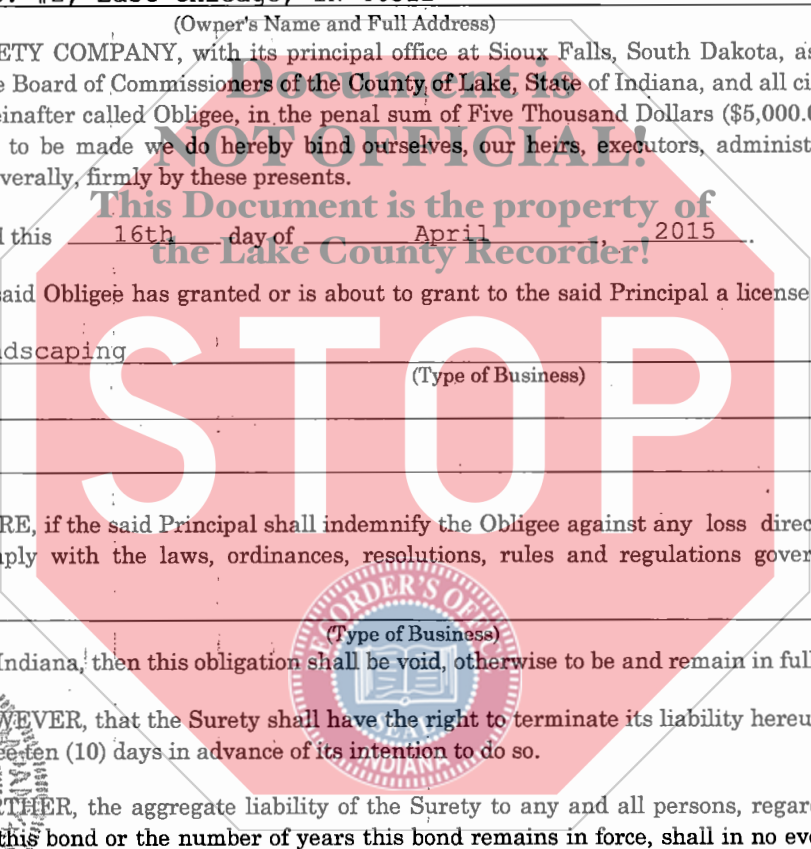 (Owner's Name and Full Address)
ETY COMPANY, with its principal office at Sioux Falls, South Dakota, as
e Board of Commissioners of the County of Lake, State of Indiana, and all ci
Document is
einafter called Obligee, in the penal sum of Five Thousand Dollars ($5,000.0
to be made we do hereby bind ourselves, our heirs, executors, administ
NOT OFFICIAL!
verally, firmly by these presents.
This Document is the property of
d this 16th day of April, 2015.
the Lake County Recorder!
said Obligee has granted or is about to grant to the said Principal a license
dscaping
(Type of Business)
STOP
RE, if the said Principal shall indemnify the Obligee against any loss direc
ply with the laws, ordinances, resolutions, rules and regulations gover
RECORDER'S OFFICE
(Type of Business)
Indiana, then this obligation shall be void, otherwise to be and remain in full
SEAL
WEVER, that the Surety shall have the right to terminate its liability hereu
ee ten (10) days in advance of its intention to do so.
INDIANA
RTHER, the aggregate liability of the Surety to any and all persons, regar
this bond or the number of years this bond remains in force, shall in no eve